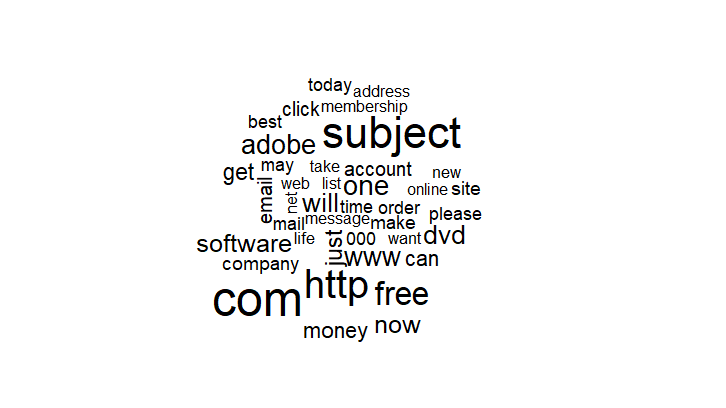 today address
click membership
best subject
adobe
get may take account new
email web list one online site
net will time order please
mail message make
software life just 000 want dvd
company www can
com http free
money now